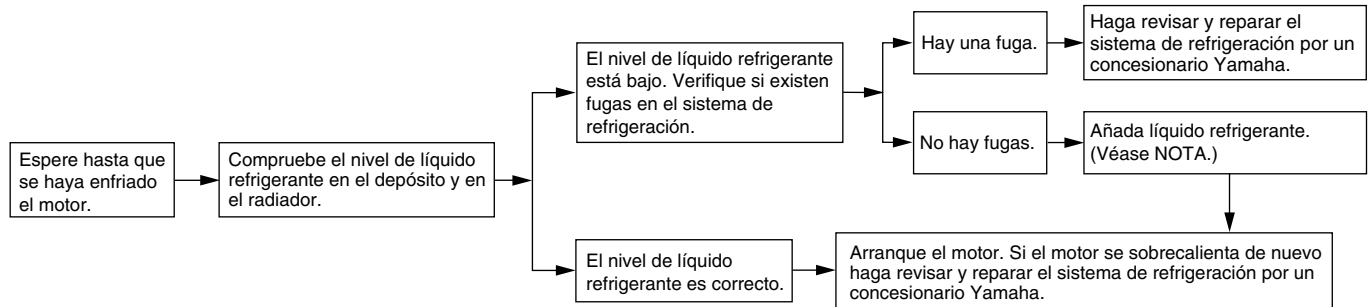 Espere hasta que
se haya enfriado
el motor.
Compruebe el nivel de líquido
refrigerante en el depósito y en
el radiador.
El nivel de líquido refrigerante
está bajo. Verifique si existen
fugas en el sistema de
refrigeración.
Hay una fuga.
Haga revisar y reparar el
sistema de refrigeración por un
concesionario Yamaha.
No hay fugas.
Añada líquido refrigerante.
(Véase NOTA.)
El nivel de líquido
refrigerante es correcto.
Arranque el motor. Si el motor se sobrecalienta de nuevo
haga revisar y reparar el sistema de refrigeración por un
concesionario Yamaha.